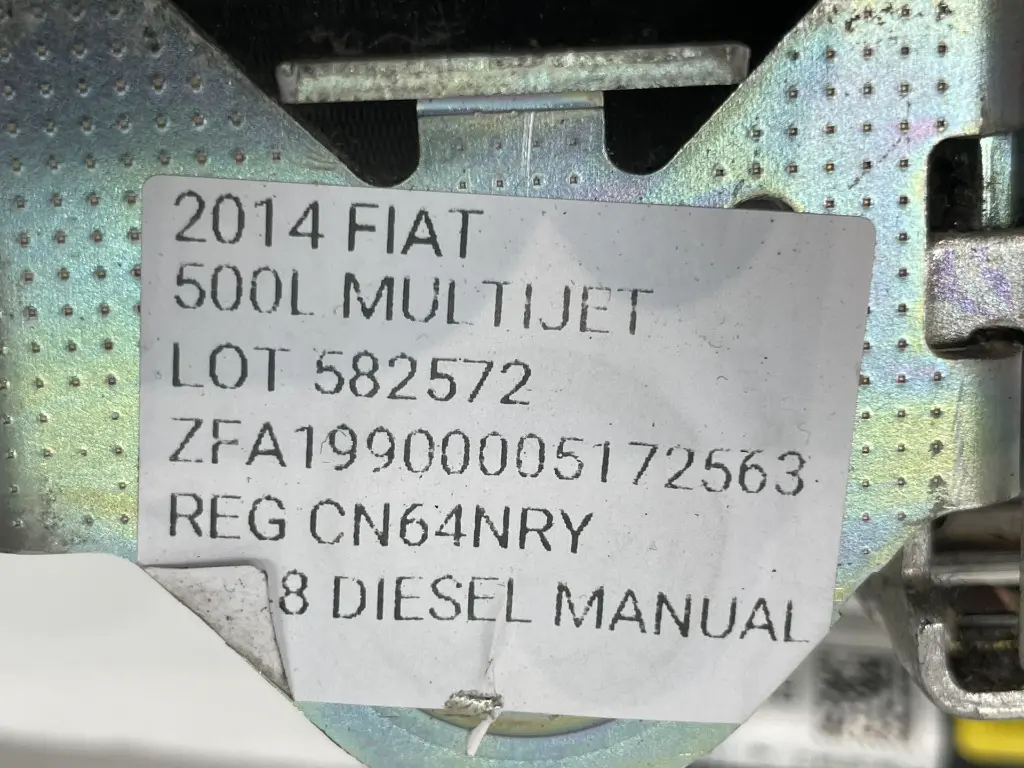 2014 FIAT
500L MULTIJET
LOT 582572
ZFA19900005172563
REG CN64NRY
8 DIESEL MANUAL